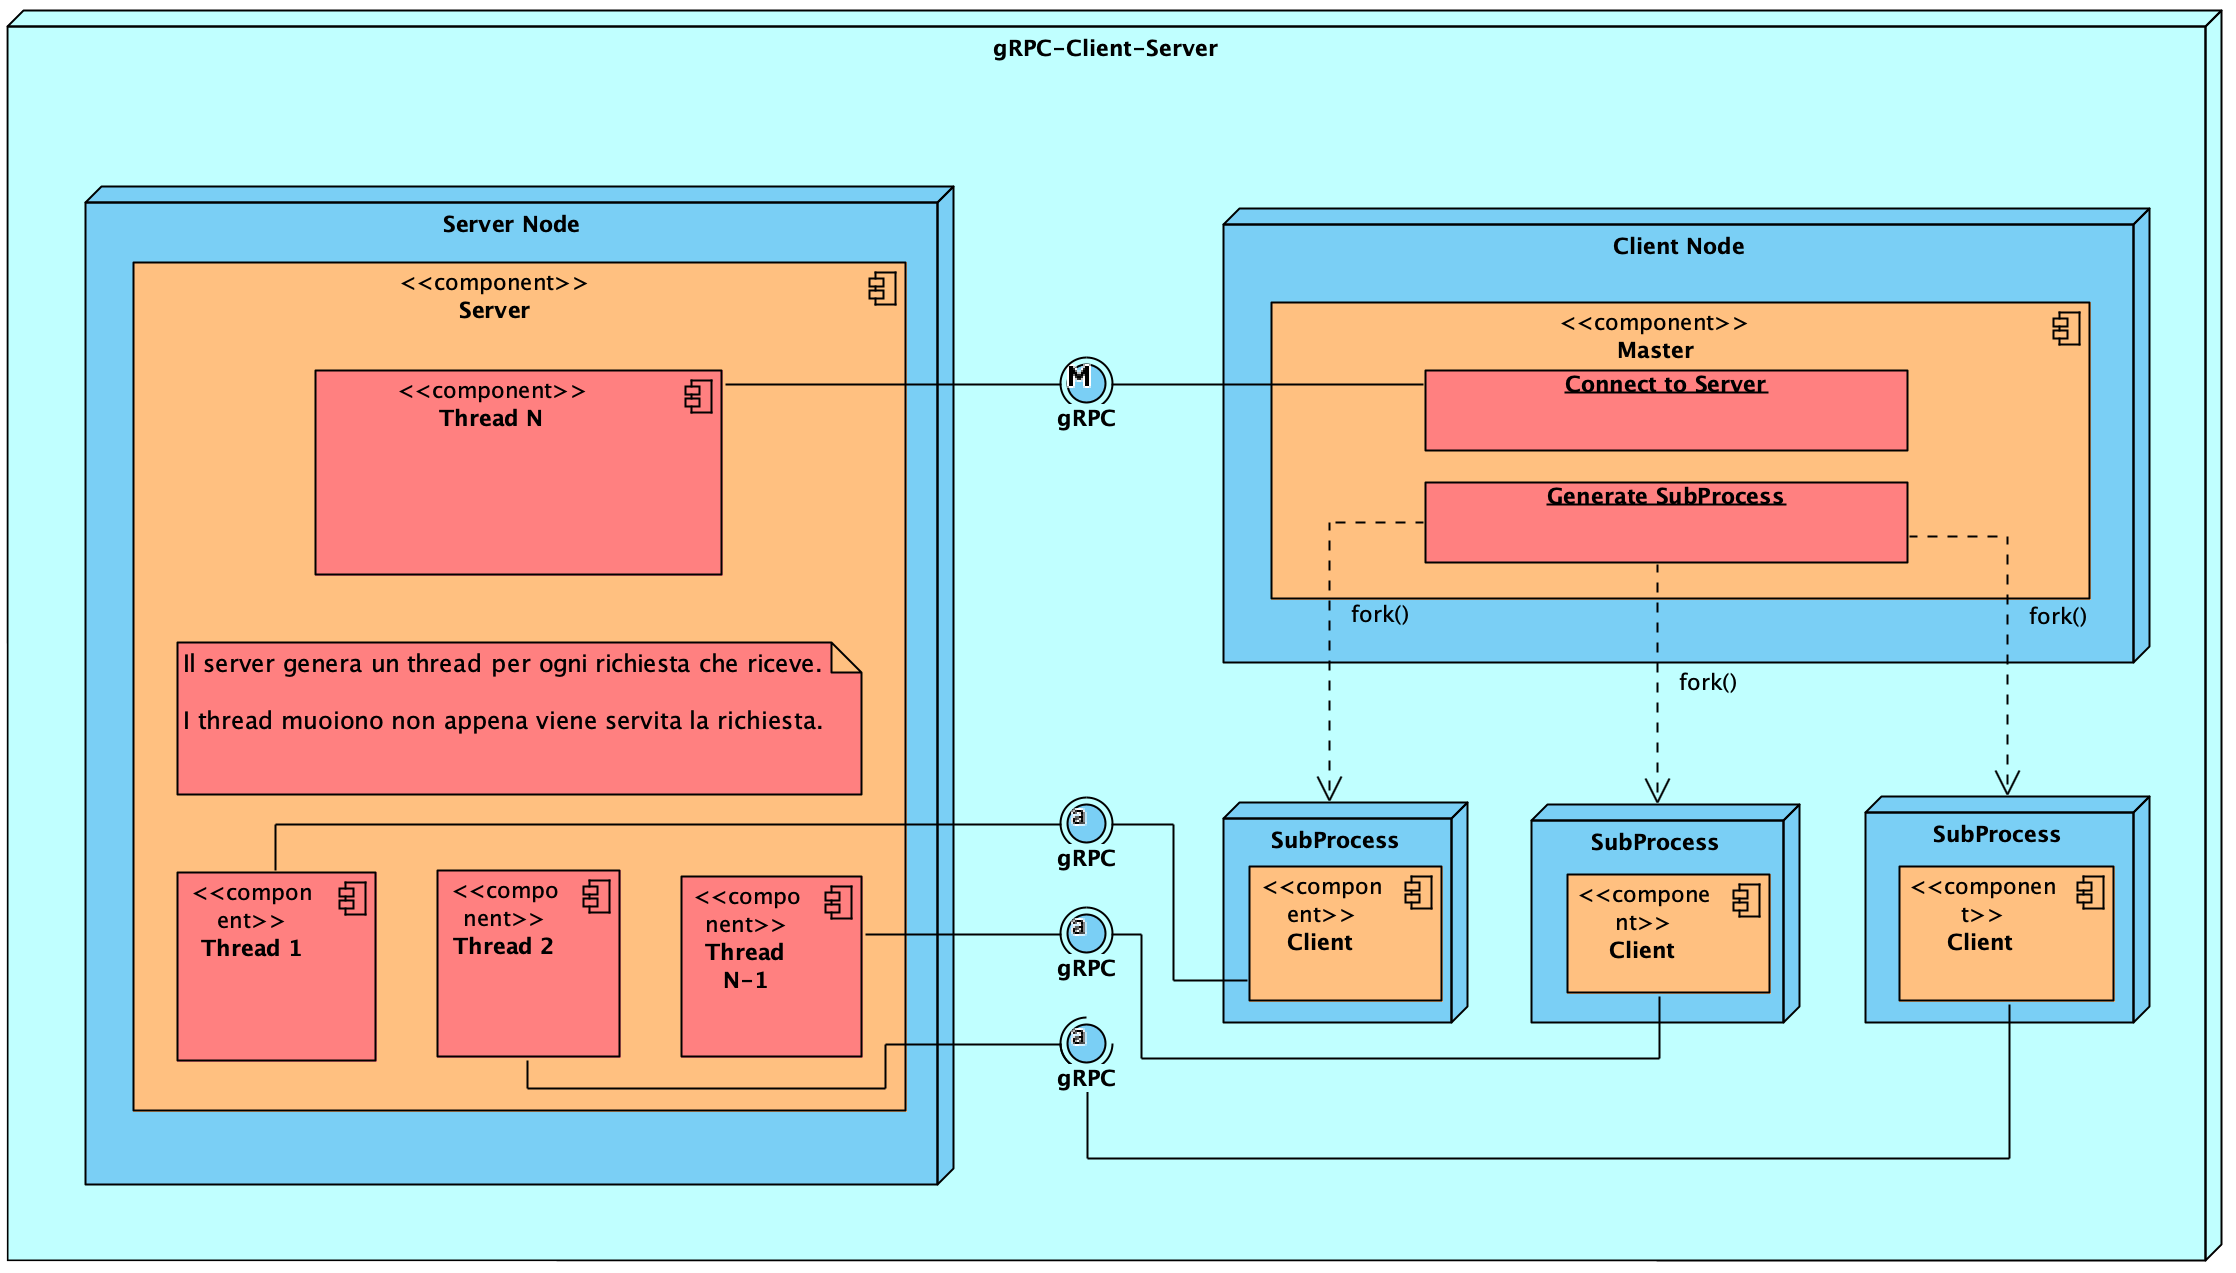 gRPC-Client-Server
Server Node
<<component>>
Server
<<component>>
Thread N
Il server genera un thread per ogni richiesta che riceve.
I thread muoiono non appena viene servita la richiesta.
<<compon
ent>>
Thread 1
<<compo
nent>>
Thread 2
<<compo
nent>>
Thread
N-1
M
gRPC
a
gRPC
a
gRPC
a
gRPC
Client Node
<<component>>
Master
Connect to Server
Generate SubProcess
fork()
fork()
fork()
SubProcess
<<compon
ent>>
Client
SubProcess
<<compone
nt>>
Client
SubProcess
<<componen
t>>
Client